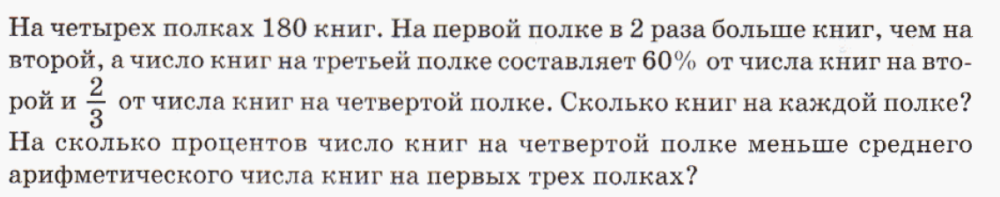 На четырех полках 180 книг. На первой полке в 2 раза больше книг, чем на
второй, а число книг на третьей полке составляет 60% от числа книг на вто-
рой и 2/3 от числа книг на четвертой полке. Сколько книг на каждой полке?
На сколько процентов число книг на четвертой полке меньше среднего
арифметического числа книг на первых трех полках?